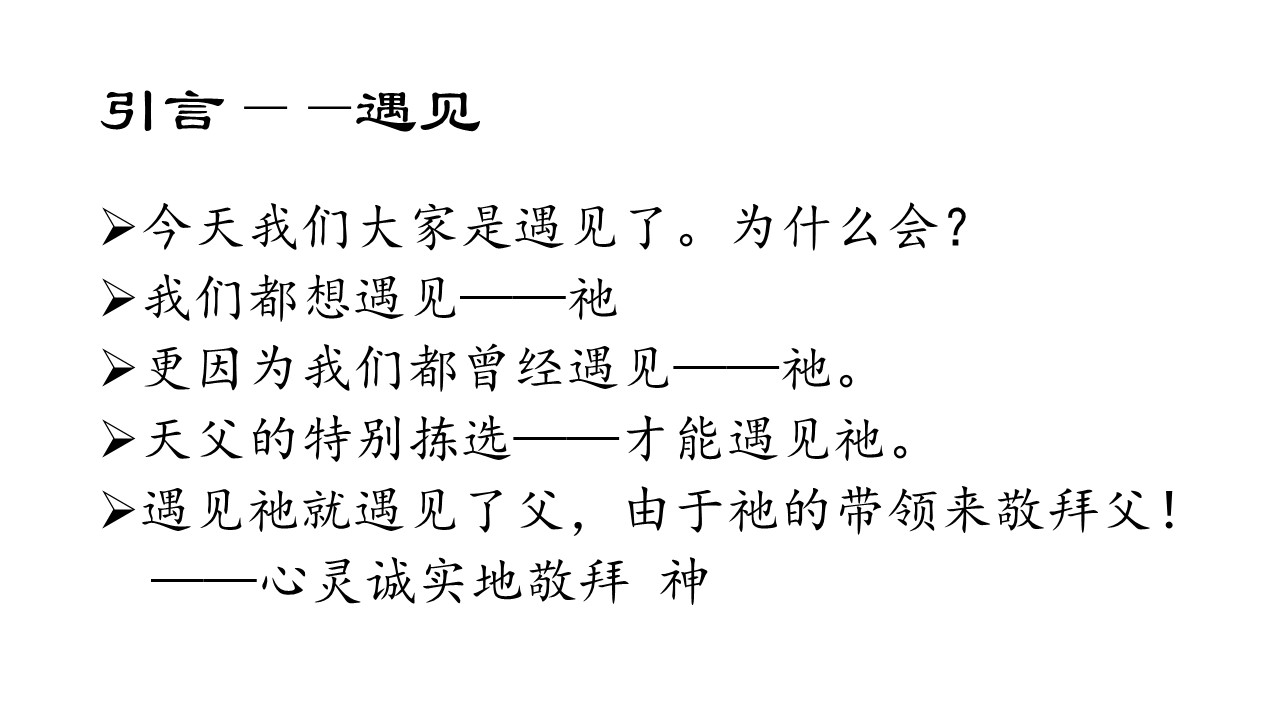 引言——遇见
➢今天我们大家是遇见了。为什么会？
➢我们都想遇见——祂
➢更因为我们都曾经遇见——祂。
➢天父的特别拣选——才能遇见祂。
➢遇见祂就遇见了父，由于祂的带领来敬拜父！
——心灵诚实地敬拜 神